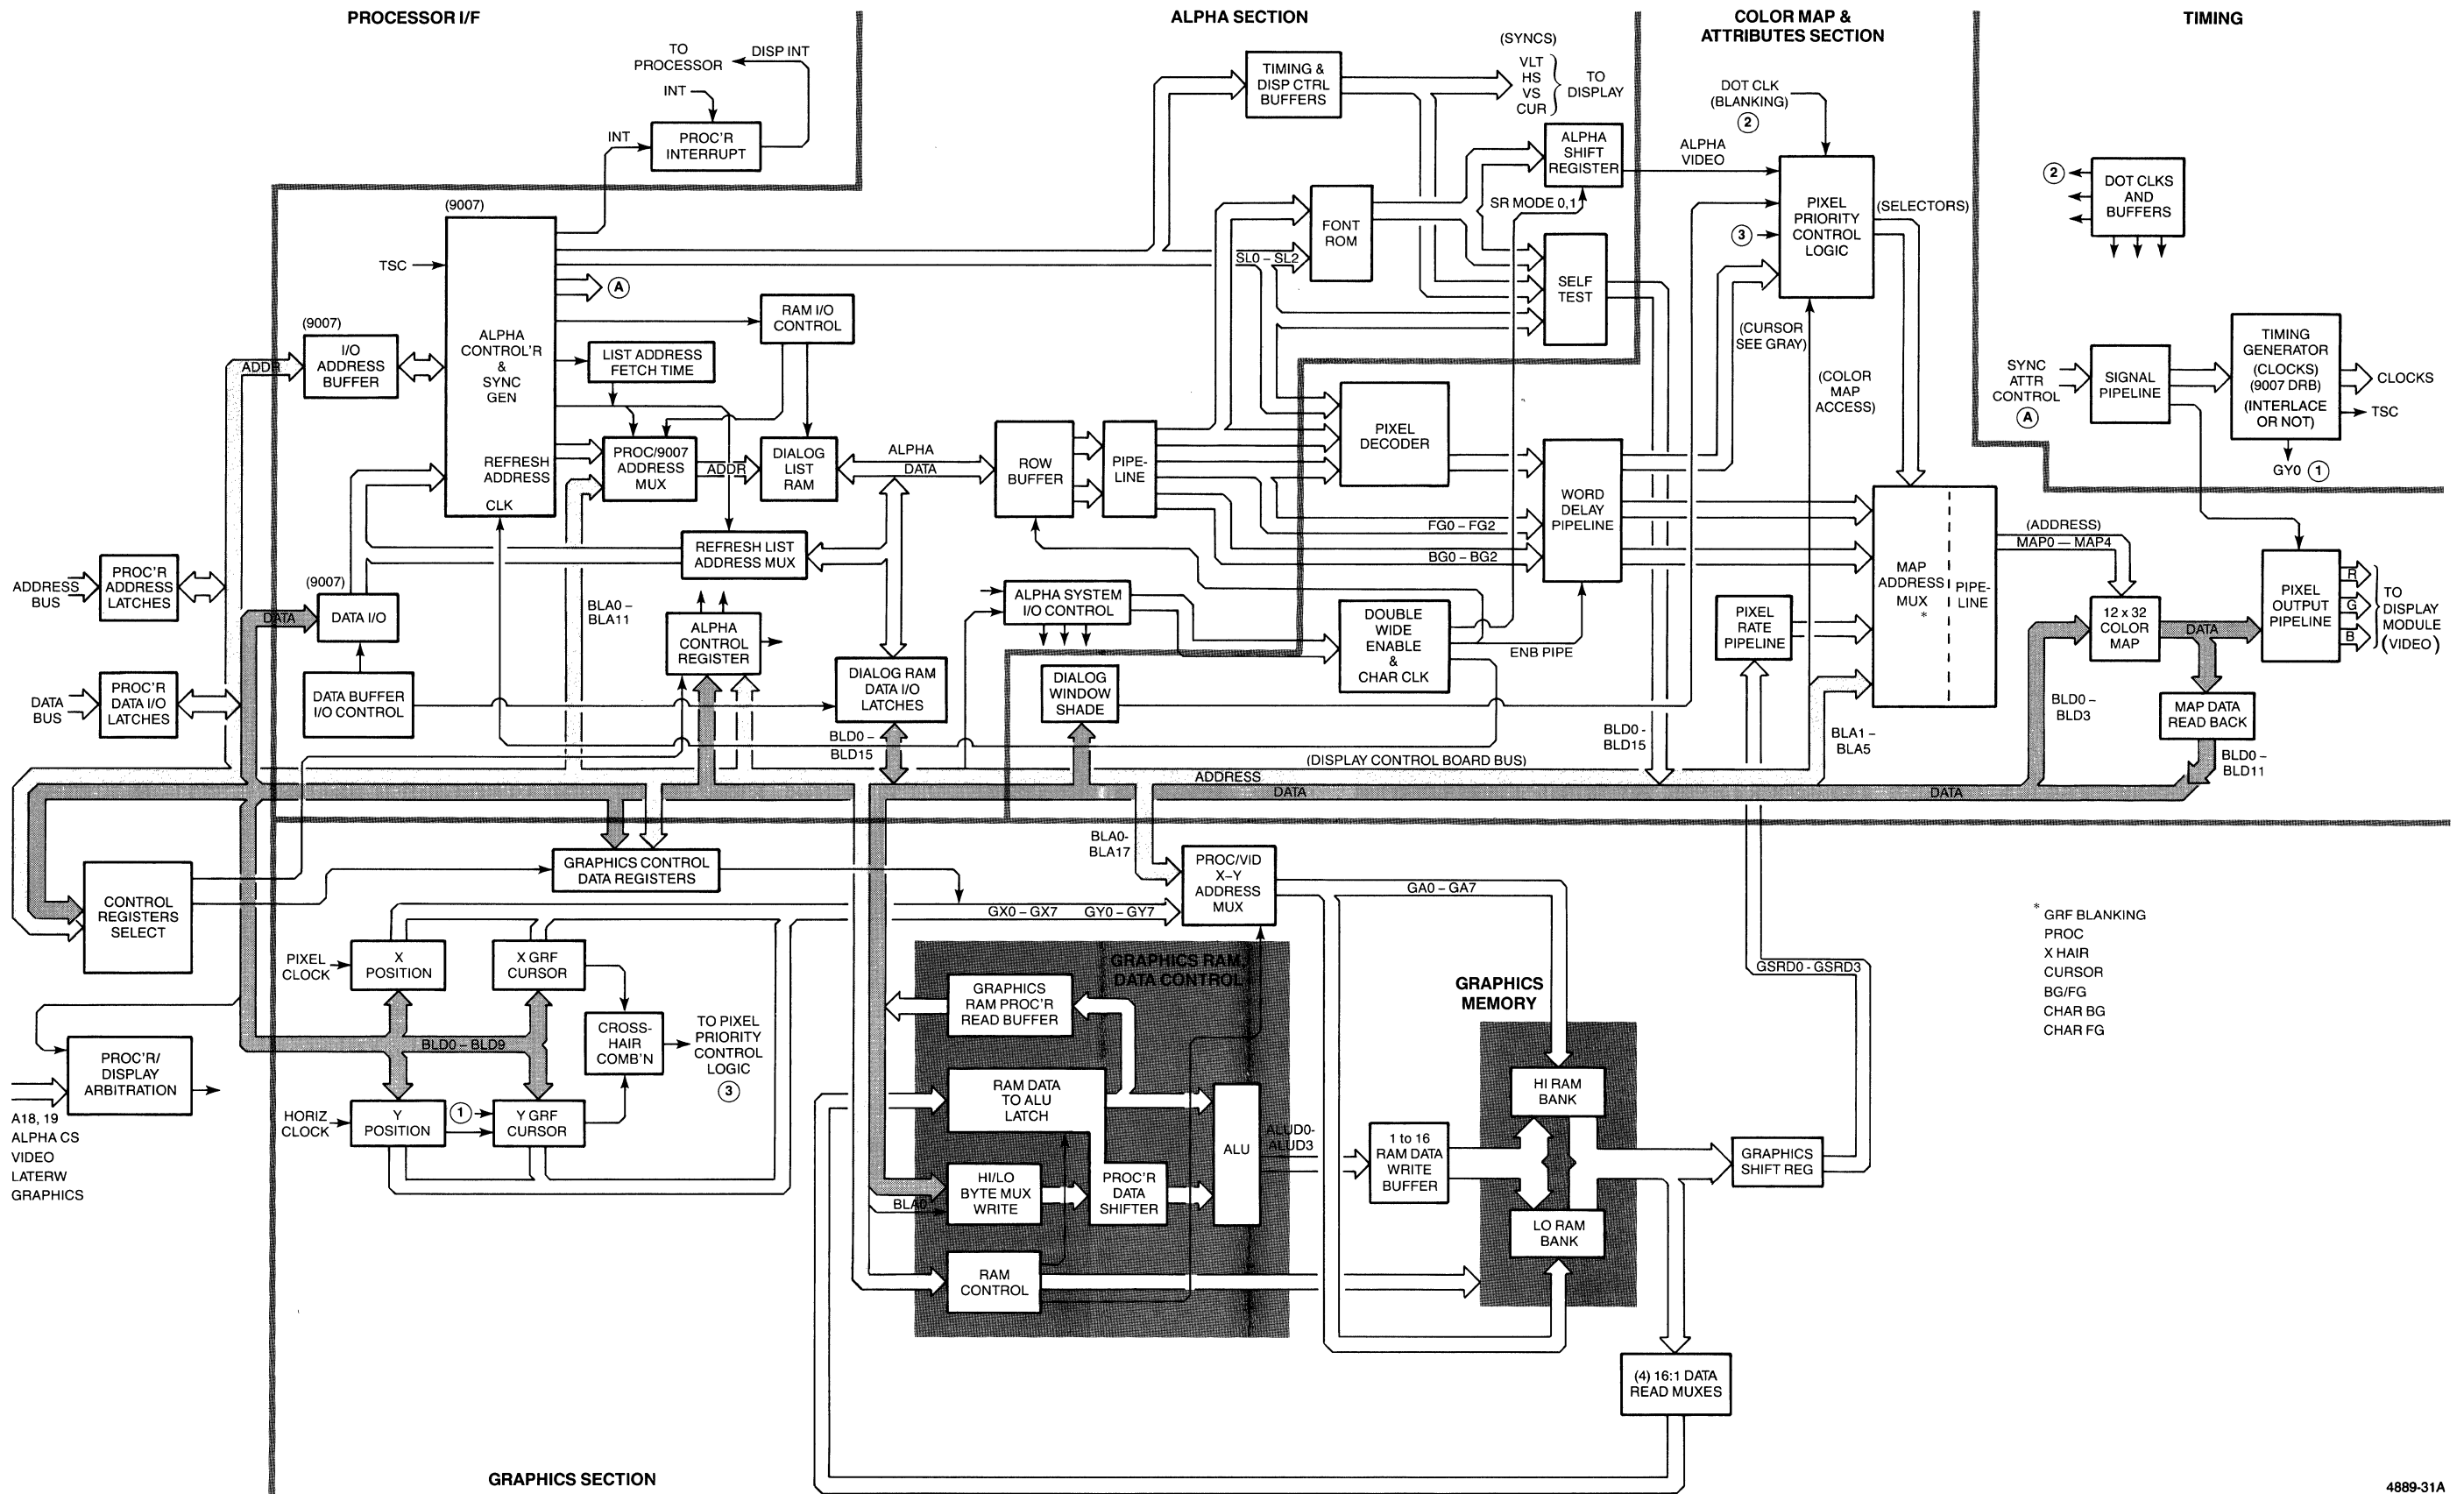 PROCESSOR I/F
ALPHA SECTION
COLOR MAP &
ATTRIBUTES SECTION
TIMING
TO
PROCESSOR
DISP INT
INT
INT
PROC'R
INTERRUPT
TIMING &
DISP CTRL
BUFFERS
(SYNCS)
VLT
HS
VS
CUR
TO
DISPLAY
DOT CLK
(BLANKING)
2
ALPHA
SHIFT
REGISTER
ALPHA
VIDEO
SR MODE 0,1
PIXEL
PRIORITY
CONTROL
LOGIC
3
(SELECTORS)
2
DOT CLKS
AND
BUFFERS
(9007)
TSC
ALPHA
CONTROL'R
&
SYNC
GEN
REFRESH
ADDRESS
CLK
A
FONT
ROM
SL0 – SL2
SELF
TEST
RAM I/O
CONTROL
LIST ADDRESS
FETCH TIME
(9007)
I/O
ADDRESS
BUFFER
ADDR
(CURSOR
SEE GRAY)
(COLOR
MAP
ACCESS)
SYNC
ATTR
CONTROL
A
SIGNAL
PIPELINE
TIMING
GENERATOR
(CLOCKS)
(9007 DRB)
(INTERLACE
OR NOT)
CLOCKS
TSC
GY0
1
PROC/9007
ADDRESS
MUX
ADDR
DIALOG
LIST
RAM
ALPHA
DATA
ROW
BUFFER
PIPE-
LINE
PIXEL
DECODER
FG0 – FG2
BG0 – BG2
WORD
DELAY
PIPELINE
REFRESH LIST
ADDRESS MUX
MAP
ADDRESS
MUX
*
PIPE-
LINE
(ADDRESS)
MAP0 — MAP4
ADDRESS
BUS
PROC'R
ADDRESS
LATCHES
(9007)
DATA
DATA I/O
BLA0 –
BLA11
ALPHA
CONTROL
REGISTER
ALPHA SYSTEM
I/O CONTROL
DOUBLE
WIDE
ENABLE
&
CHAR CLK
ENB PIPE
PIXEL
RATE
PIPELINE
12 x 32
COLOR
MAP
DATA
PIXEL
OUTPUT
PIPELINE
R
G
B
TO
DISPLAY
MODULE
(VIDEO)
DATA
BUS
PROC'R
DATA I/O
LATCHES
DATA BUFFER
I/O CONTROL
DIALOG RAM
DATA I/O
LATCHES
DIALOG
WINDOW
SHADE
BLD0 –
BLD15
BLD0 -
BLD15
BLA1 –
BLA5
BLD0 –
BLD3
MAP DATA
READ BACK
BLD0 –
BLD11
(DISPLAY CONTROL BOARD BUS)
ADDRESS
DATA
DATA
CONTROL
REGISTERS
SELECT
GRAPHICS CONTROL
DATA REGISTERS
BLA0-
BLA17
PROC/VID
X–Y
ADDRESS
MUX
GX0 – GX7
GY0 – GY7
GA0 – GA7
PIXEL
CLOCK
X
POSITION
X GRF
CURSOR
CROSS-
HAIR
COMB'N
TO PIXEL
PRIORITY
CONTROL
LOGIC
3
BLD0 – BLD9
HORIZ
CLOCK
Y
POSITION
1
Y GRF
CURSOR
PROC'R/
DISPLAY
ARBITRATION
A18, 19
ALPHA CS
VIDEO
LATERW
GRAPHICS
GRAPHICS RAM
DATA CONTROL
GRAPHICS
RAM PROC'R
READ BUFFER
RAM DATA
TO ALU
LATCH
HI/LO
BYTE MUX
WRITE
BLA0
PROC'R
DATA
SHIFTER
ALU
ALUD0-
ALUD3
RAM
CONTROL
1 to 16
RAM DATA
WRITE
BUFFER
GRAPHICS
MEMORY
HI RAM
BANK
LO RAM
BANK
GRAPHICS
SHIFT REG
GSRD0 - GSRD3
(4) 16:1 DATA
READ MUXES
* GRF BLANKING
PROC
X HAIR
CURSOR
BG/FG
CHAR BG
CHAR FG
GRAPHICS SECTION
4889-31A